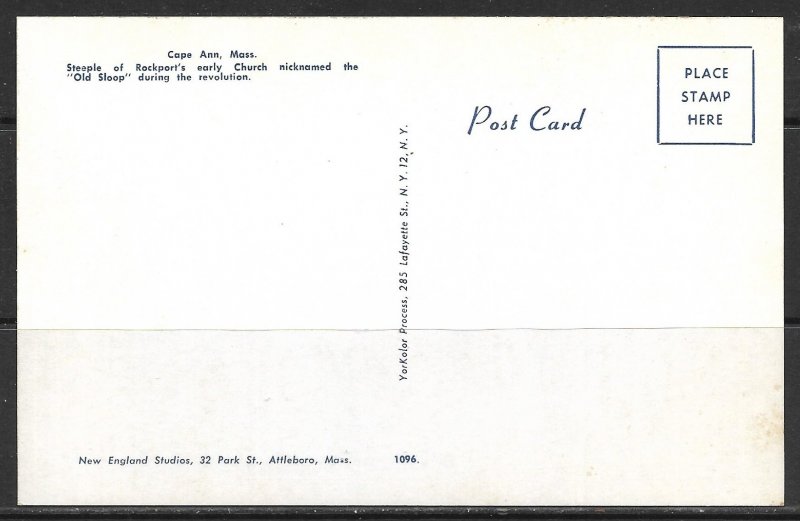 Cape Ann, Mass.
Steeple of Rockport's early Church nicknamed the
"Old Sloop" during the revolution.
PLACE
STAMP
HERE
Post Card
YorKolor Process, 285 Lafayette St., N. Y. 12, N. Y.
New England Studios, 32 Park St., Attleboro, Mass. 1096.